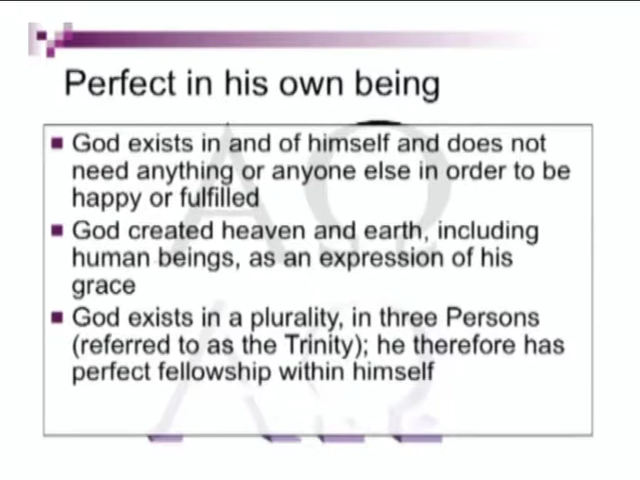 Perfect in his own being
God exists in and of himself and does not
need anything or anyone else in order to be
happy or fulfilled
God created heaven and earth, including
human beings, as an expression of his
grace
God exists in a plurality, in three Persons
(referred to as the Trinity); he therefore has
perfect fellowship within himself
ΑΩ
ΑΩ